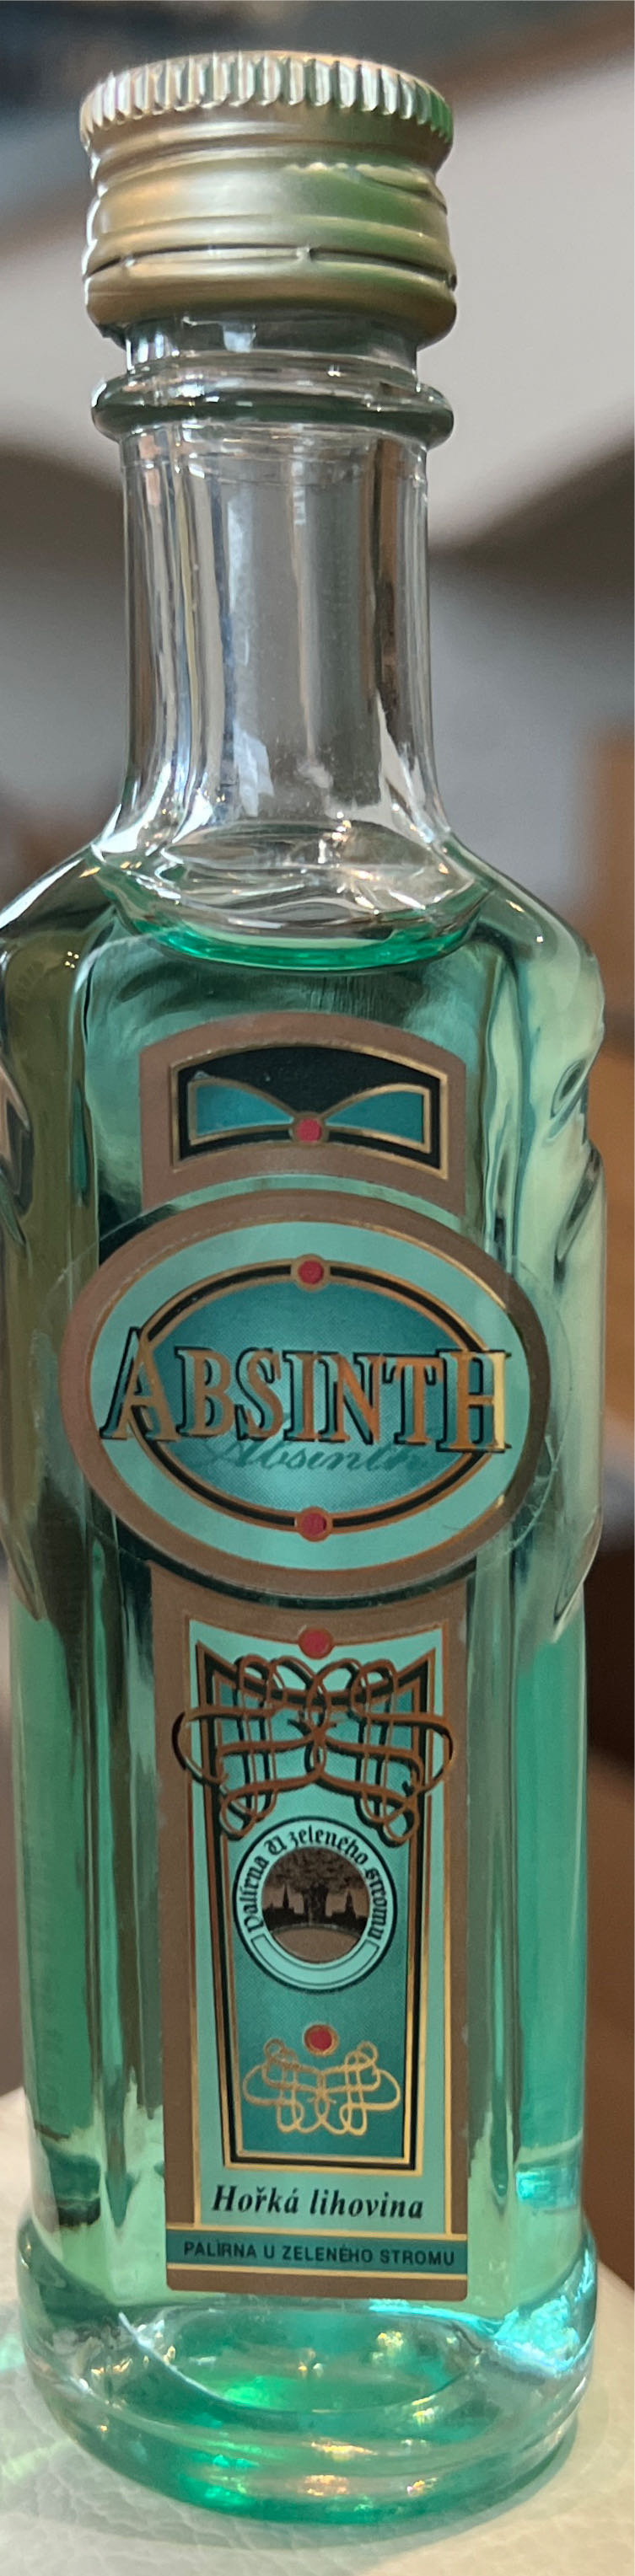 ABSINTH
Absinth
Palírna U zeleného stromu
Hořká lihovina
PALÍRNA U ZELENÉHO STROMU